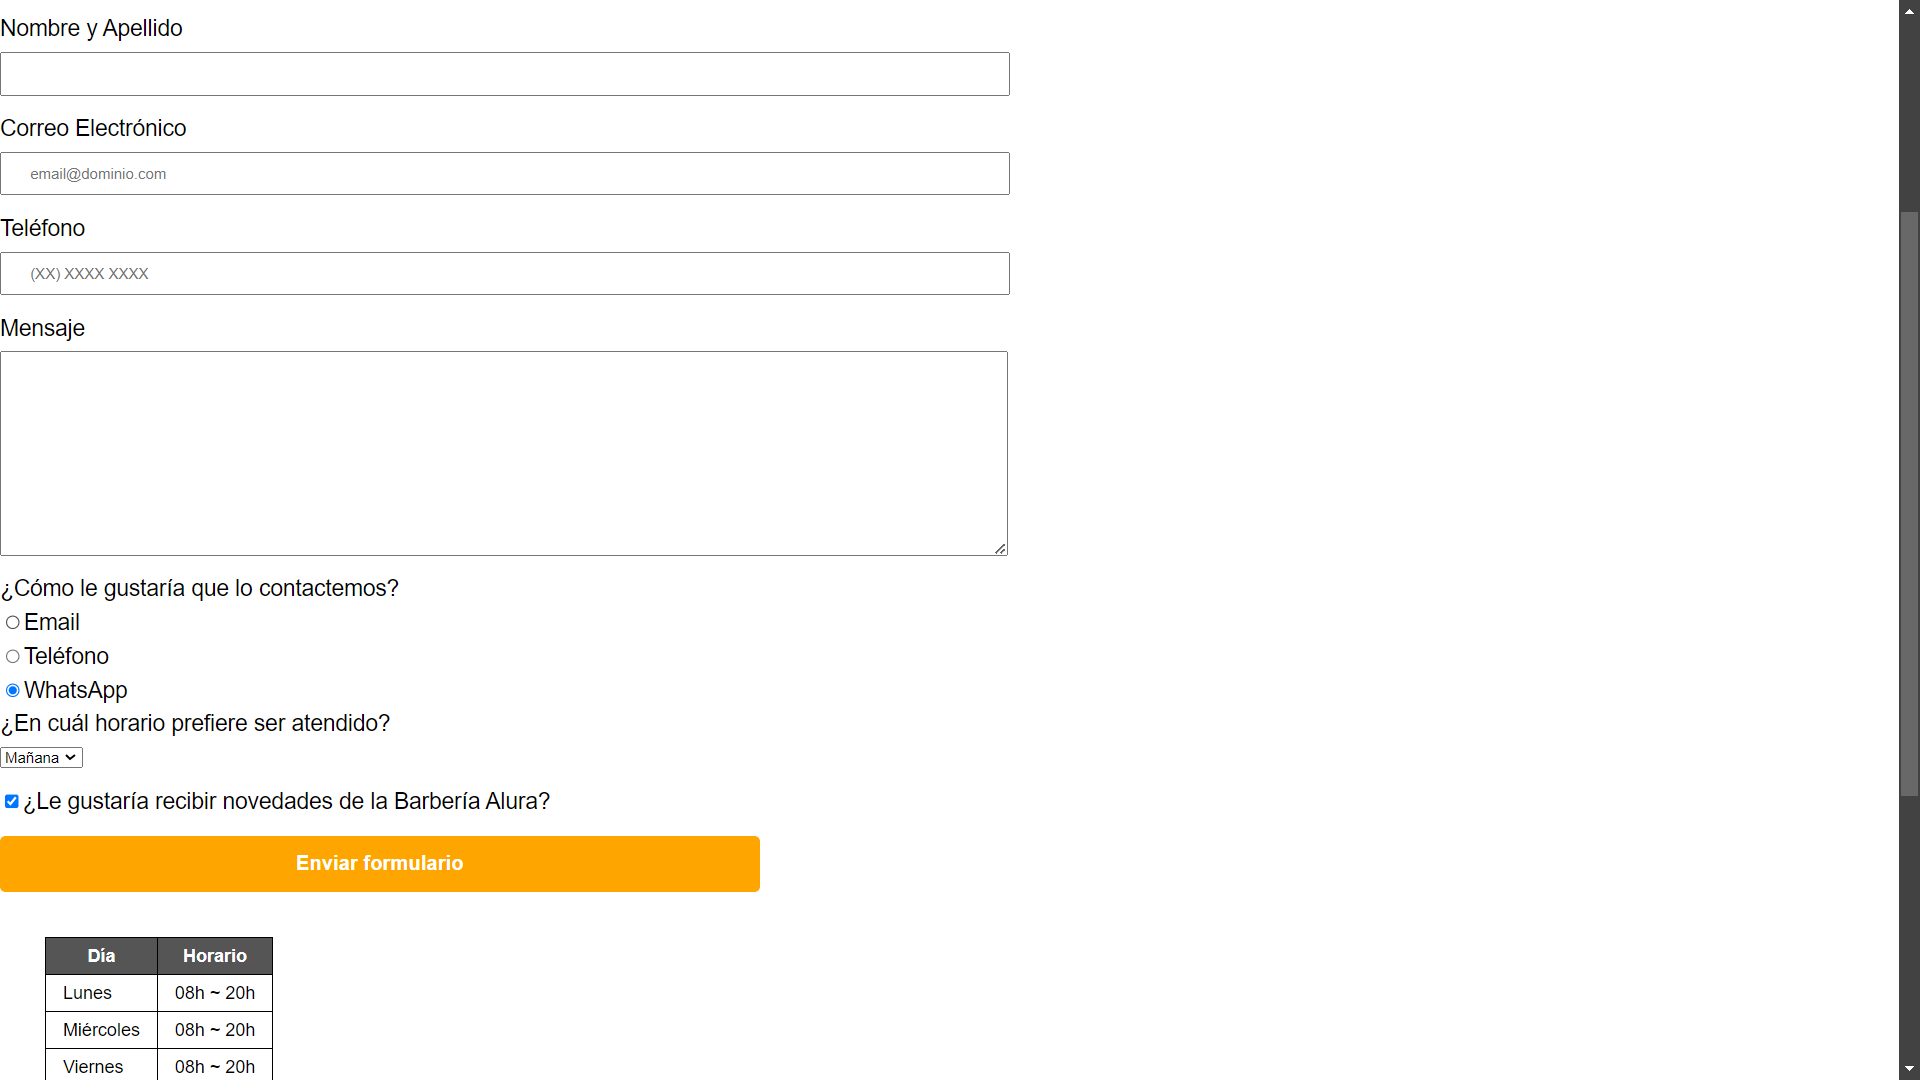 Nombre y Apellido
Correo Electrónico
email@dominio.com
Teléfono
(XX) XXXX XXXX
Mensaje
¿Cómo le gustaría que lo contactemos?
Email
Teléfono
WhatsApp
¿En cuál horario prefiere ser atendido?
Mañana
¿Le gustaría recibir novedades de la Barbería Alura?
Enviar formulario
Día Horario
Lunes 08h ~ 20h
Miércoles 08h ~ 20h
Viernes 08h ~ 20h